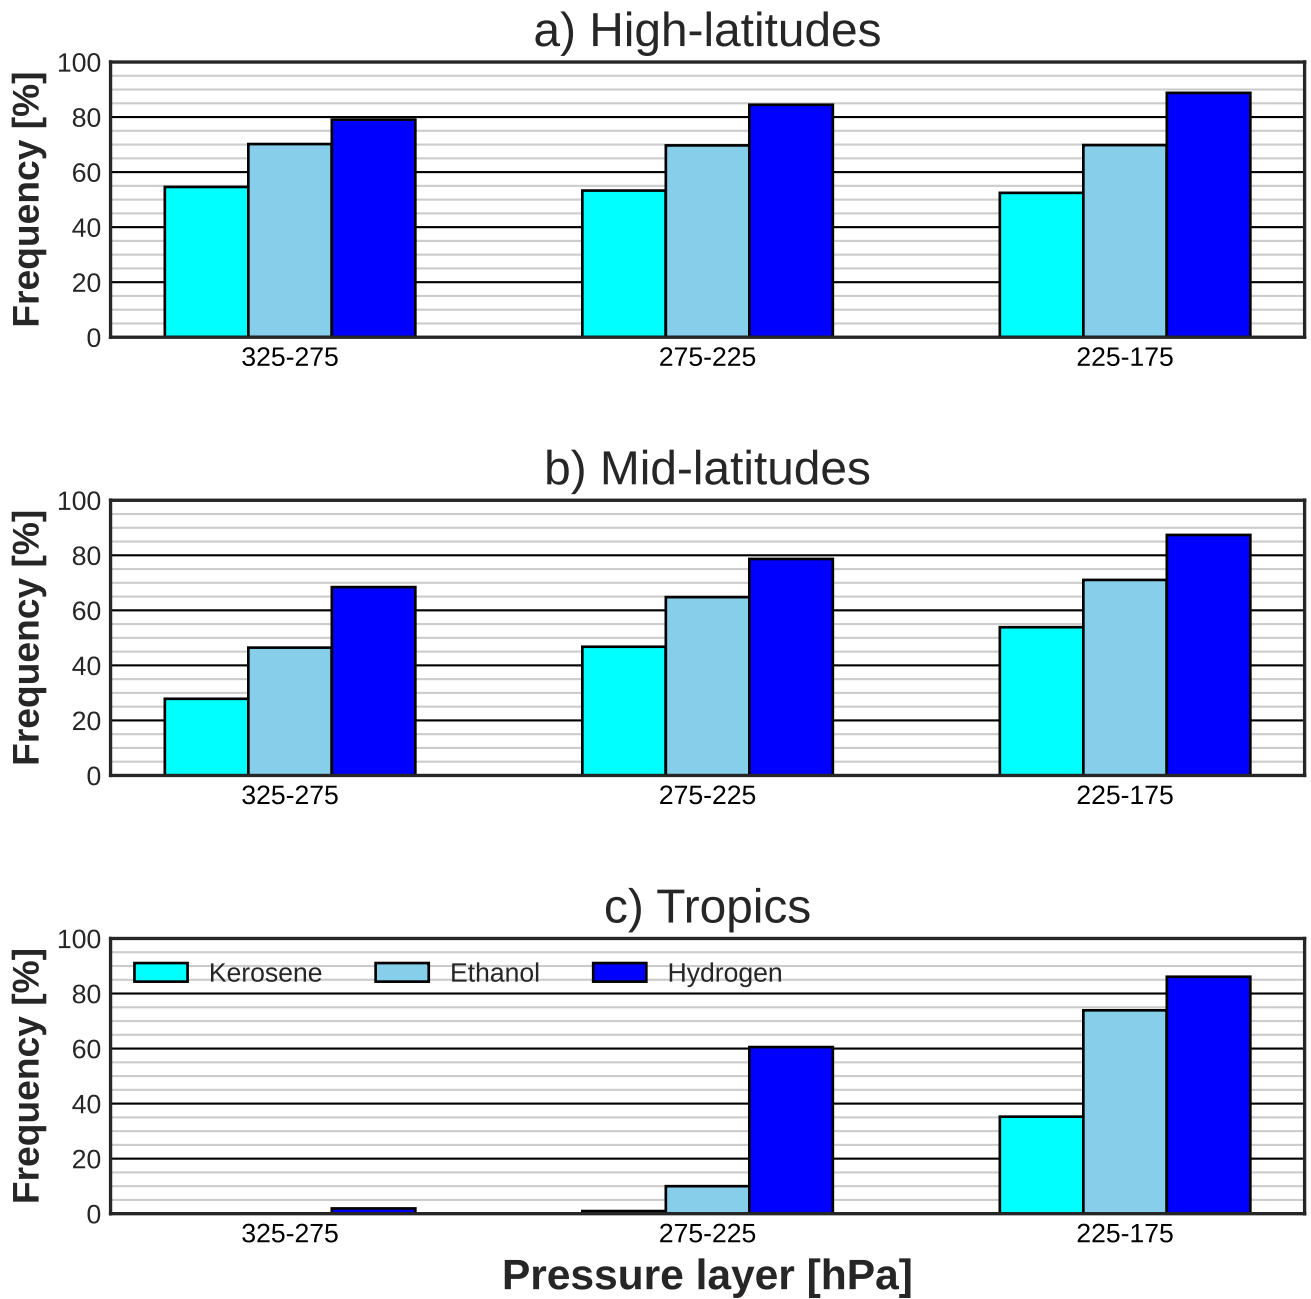 a) High-latitudes
Frequency [%]
100
80
60
40
20
0
325-275 275-225 225-175
b) Mid-latitudes
Frequency [%]
100
80
60
40
20
0
325-275 275-225 225-175
c) Tropics
Frequency [%]
100
Kerosene Ethanol Hydrogen
80
60
40
20
0
325-275 275-225 225-175
Pressure layer [hPa]